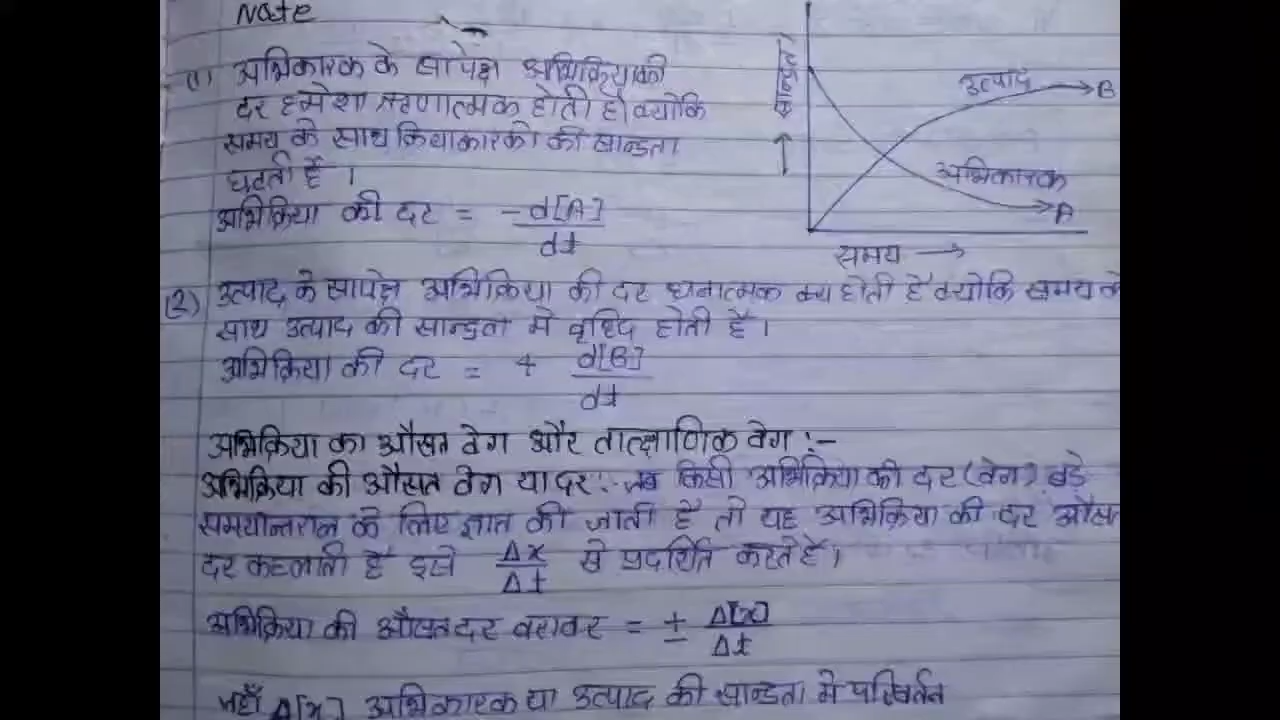 Note
(1) अभिकारक के सापेक्ष अभिक्रिया की
दर हमेशा ऋणात्मक होती है। क्योकि
समय के साथ क्रियाकारको की सान्द्रता
घटती है ।
अभिक्रिया की दर = -d[A]/dt
सान्द्रता
उत्पाद
B
अभिकारक
A
समय →
(2) उत्पाद के सापेक्ष अभिक्रिया की दर धनात्मक होती है क्योकि समय के
साथ उत्पाद की सान्द्रता मे वृध्दि होती है ।
अभिक्रिया की दर = + d[B]/dt
अभिक्रिया का औसत वेग और तात्क्षाणिक वेग :-
अभिक्रिया की औसत वेग या दर :- जब किसी अभिक्रिया की दर (वेग) बडे
समयान्तराल के लिए ज्ञात की जाती है तो यह अभिक्रिया की दर औसत
दर कहलाती है इसे Δx/Δt से प्रदर्शित करते है ।
अभिक्रिया की औसत दर बराबर = ± Δ[x]/Δt
जहाँ Δ[x] अभिकारक या उत्पाद की सान्द्रता मे परिवर्तन